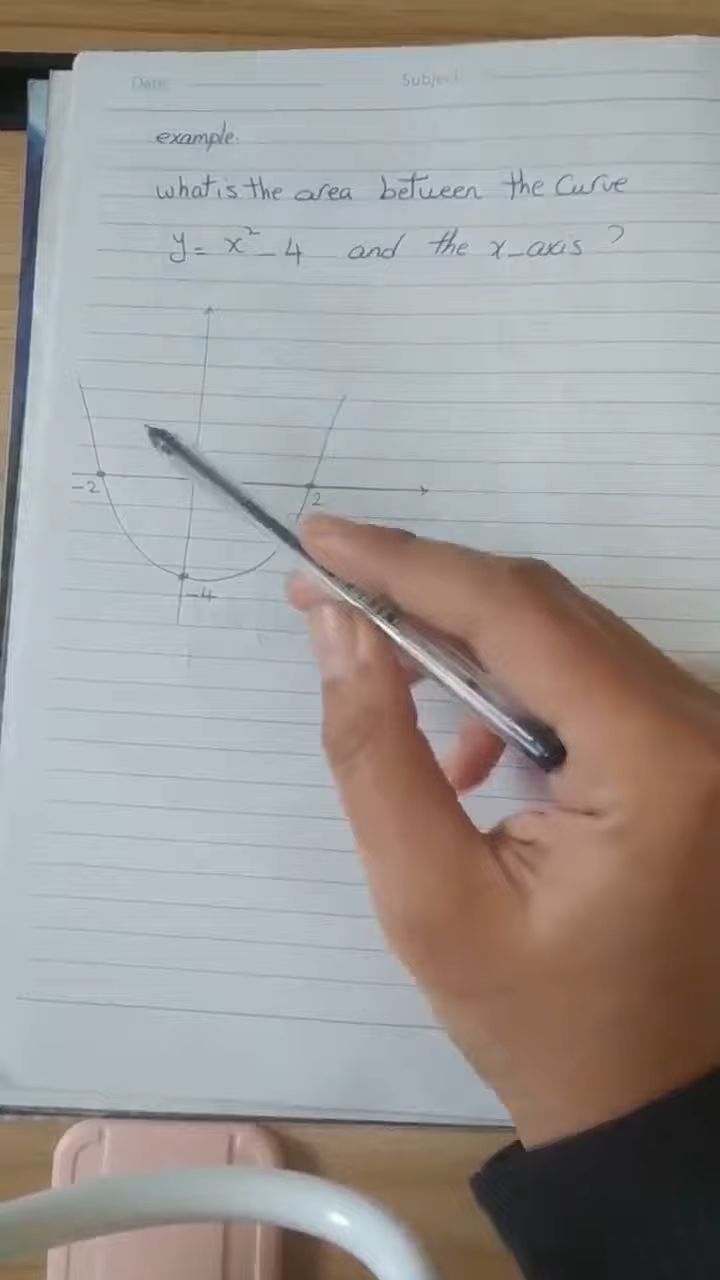 Date:
Subject:
example.
what is the area between the Curve
y = x² - 4 and the x-axis ?
-2
2
-4